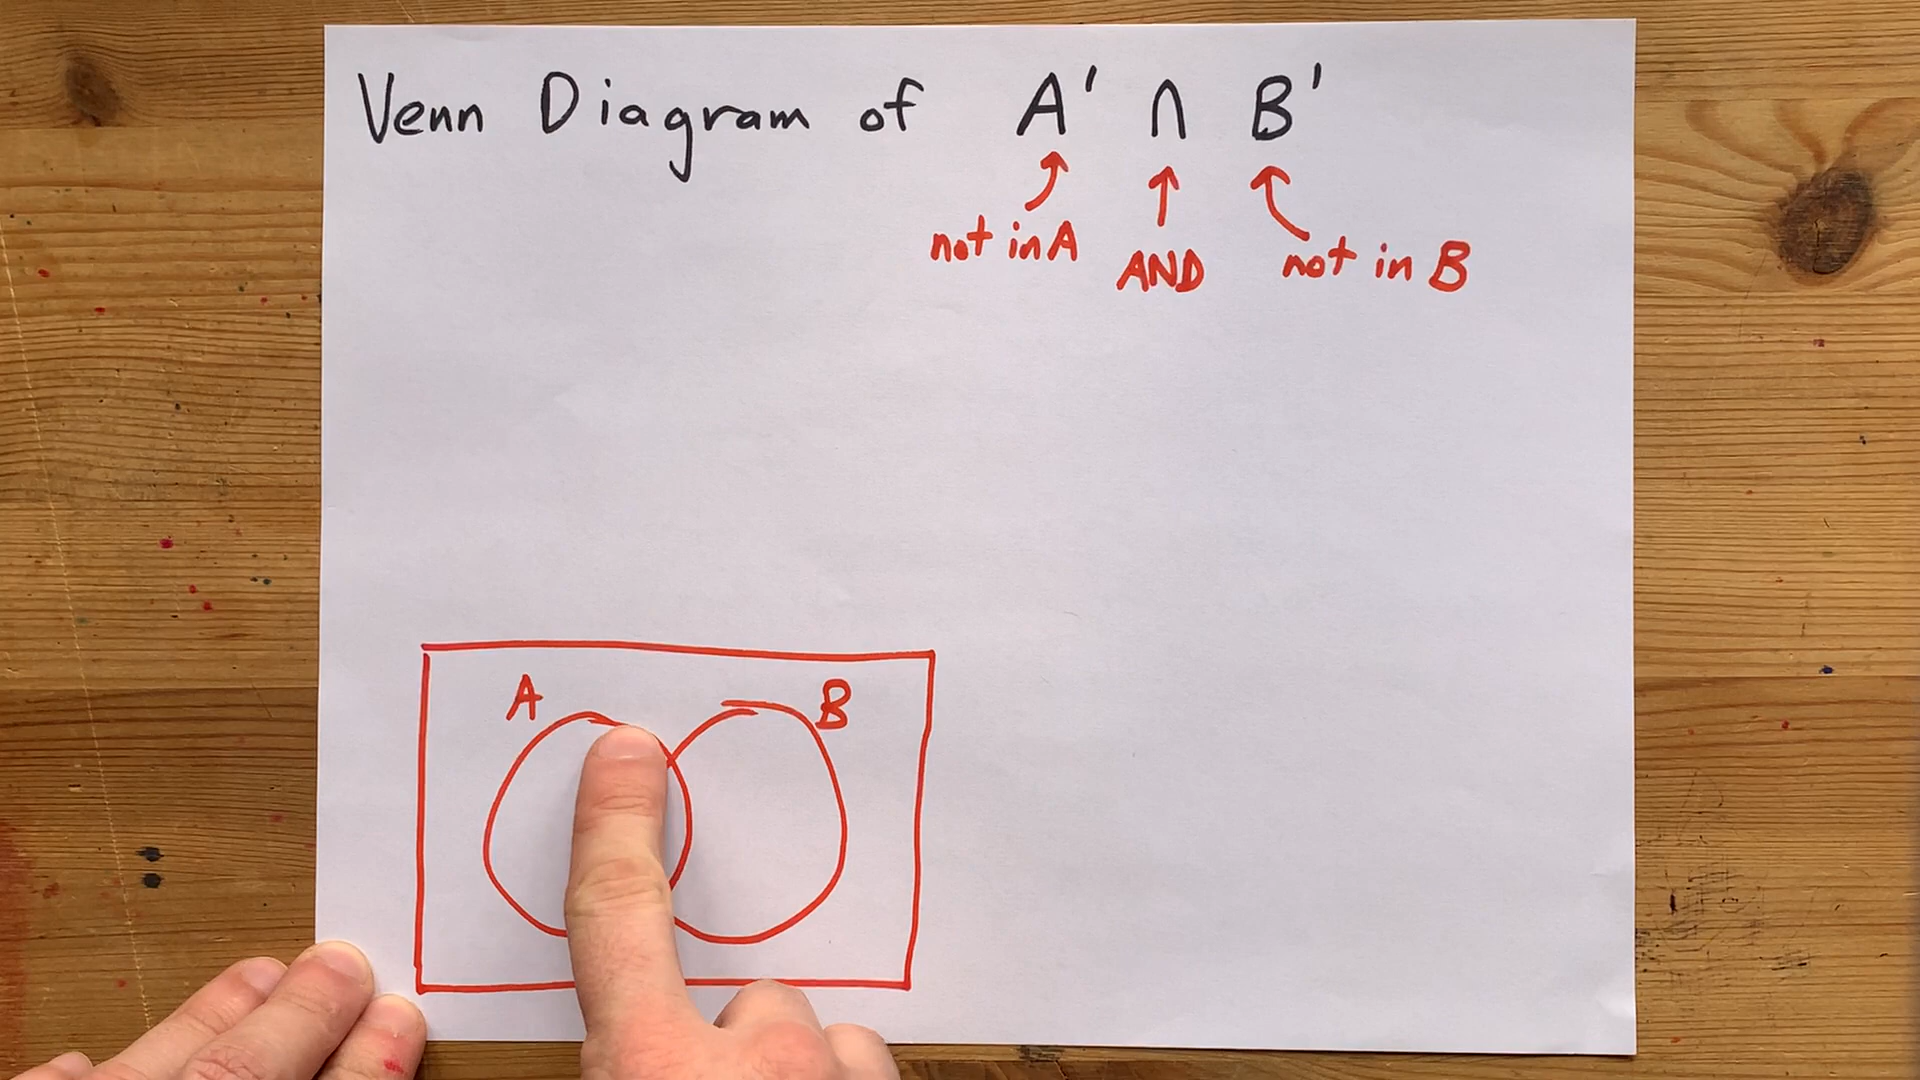 Venn Diagram of A' ∩ B'
not in A AND not in B
A B